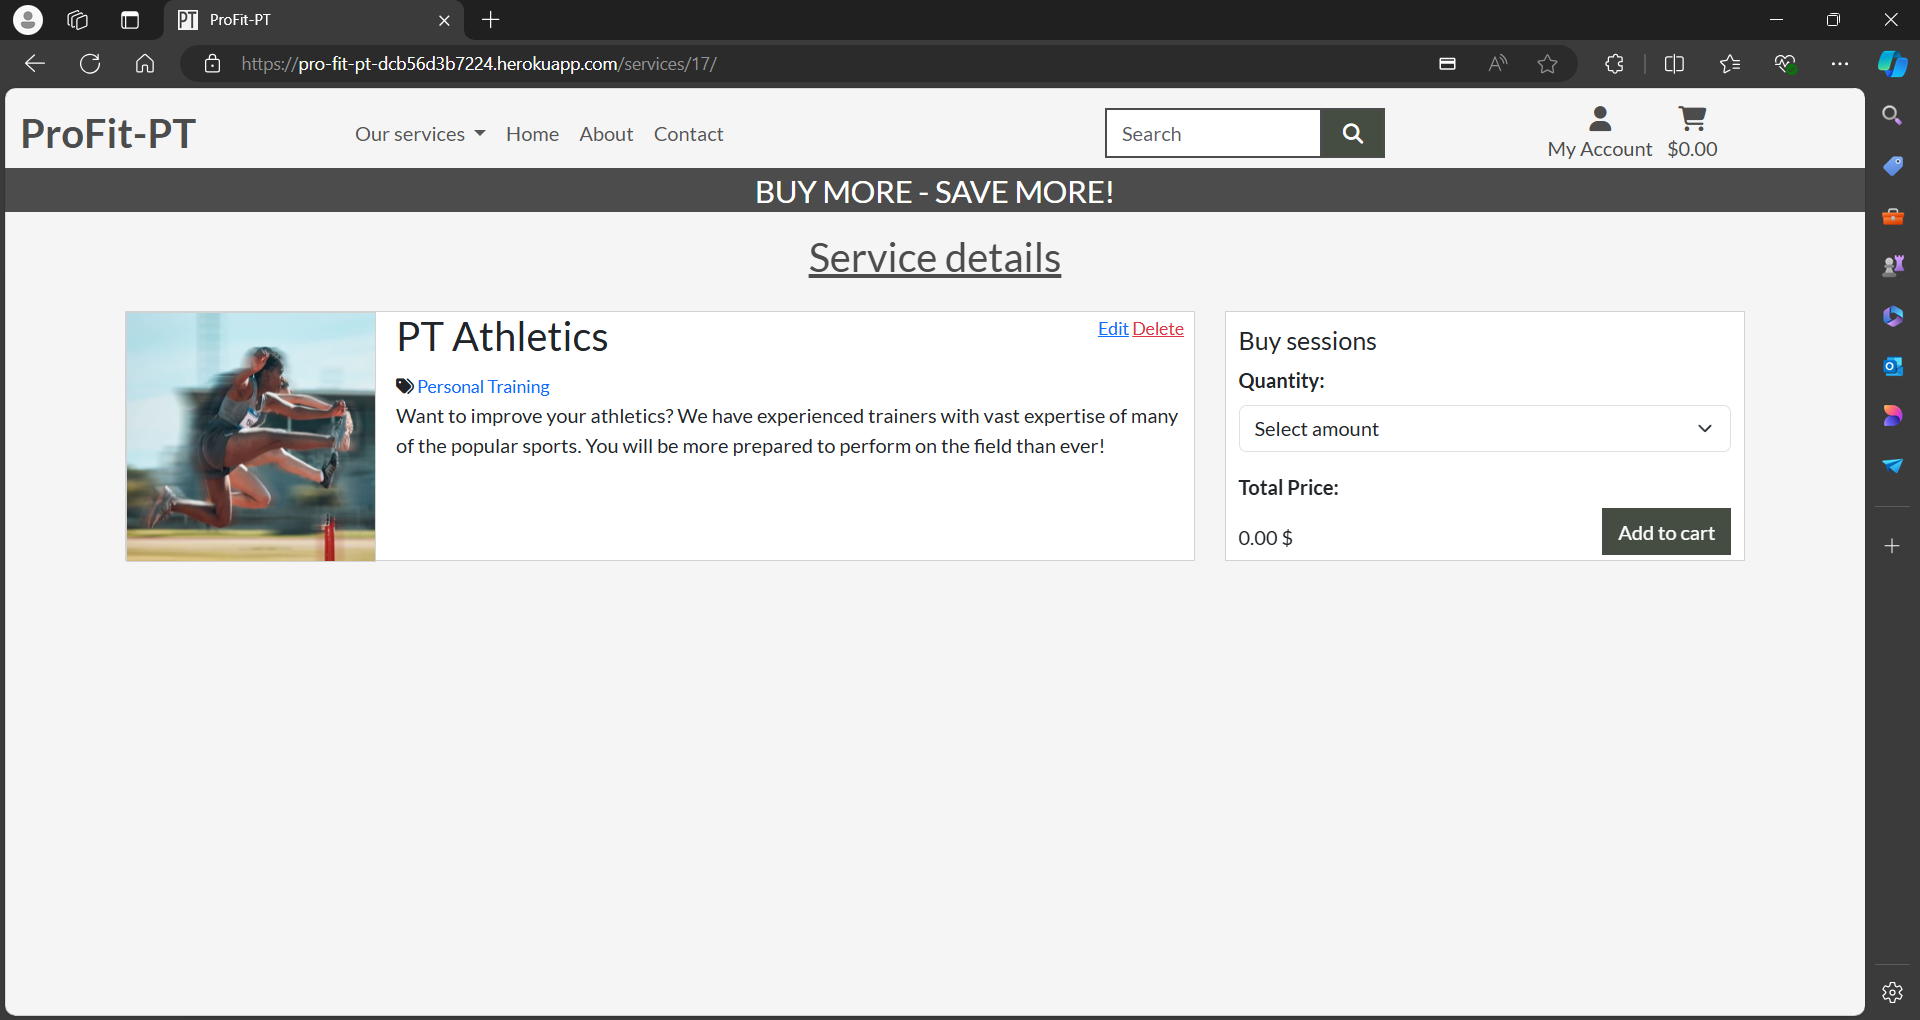 PT ProFit-PT
https://pro-fit-pt-dcb56d3b7224.herokuapp.com/services/17/
ProFit-PT
Our services Home About Contact
Search
My Account $0.00
BUY MORE - SAVE MORE!
Service details
PT Athletics
Edit Delete
Personal Training
Want to improve your athletics? We have experienced trainers with vast expertise of many
of the popular sports. You will be more prepared to perform on the field than ever!
Buy sessions
Quantity:
Select amount
Total Price:
0.00 $
Add to cart